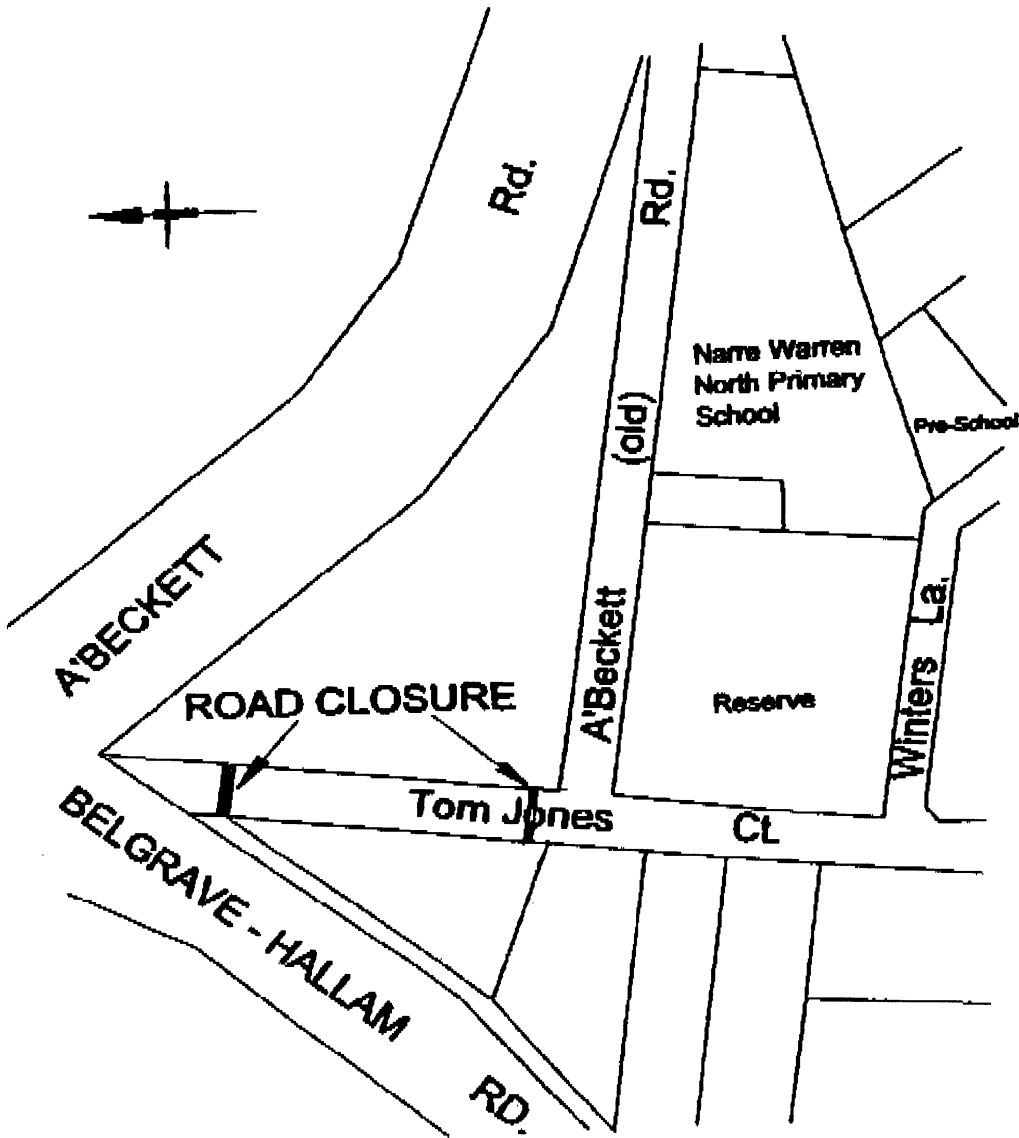 Rd.
Rd.
Narre Warren
North Primary
School
(old)
Pre-School
A'BECKETT
A'Beckett
Winters La.
ROAD CLOSURE
Reserve
Tom Jones Ct.
BELGRAVE - HALLAM RD.